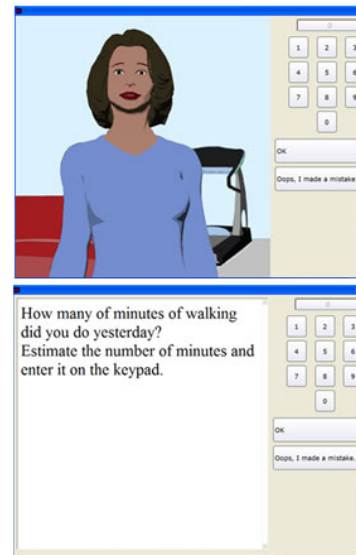 0
1 2 3
4 5 6
7 8 9
0
OK
Oops, I made a mistake.
How many of minutes of walking
did you do yesterday?
Estimate the number of minutes and
enter it on the keypad.
0
1 2 3
4 5 6
7 8 9
0
OK
Oops, I made a mistake.